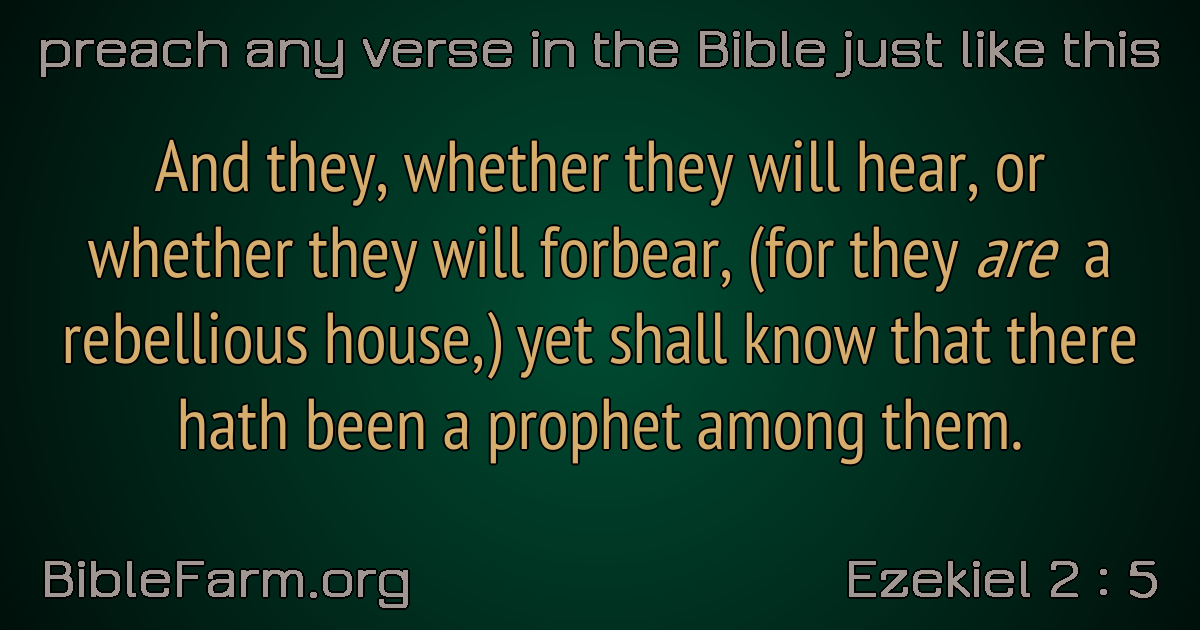 preach any verse in the Bible just like this
And they, whether they will hear, or
whether they will forbear, (for they are a
rebellious house,) yet shall know that there
hath been a prophet among them.
BibleFarm.org
Ezekiel 2 : 5